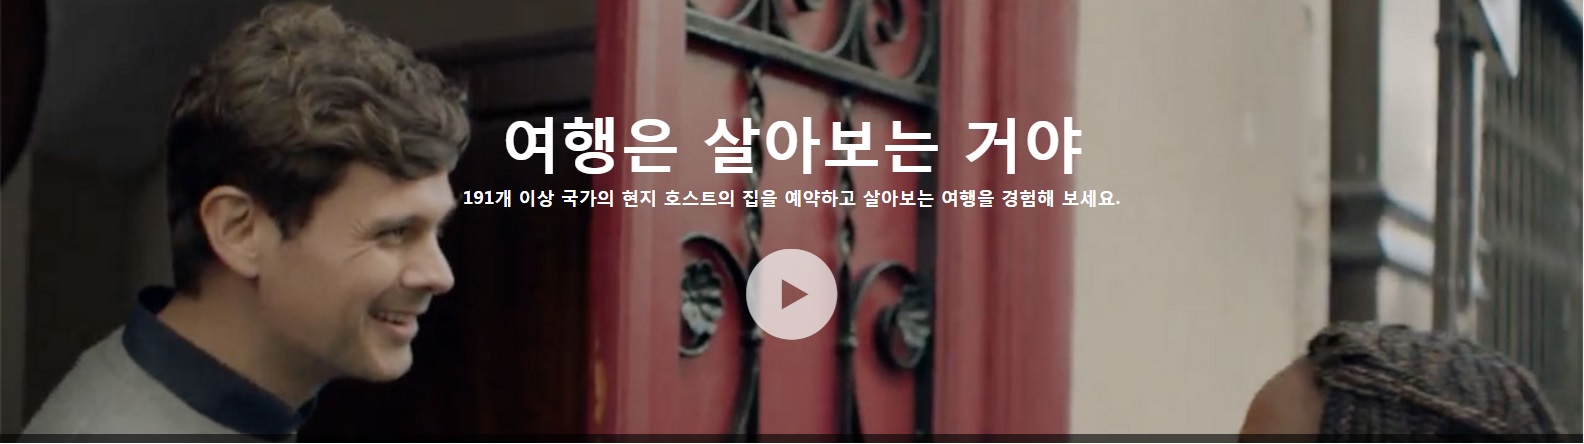 여행은 살아보는 거야
191개 이상 국가의 현지 호스트의 집을 예약하고 살아보는 여행을 경험해 보세요.